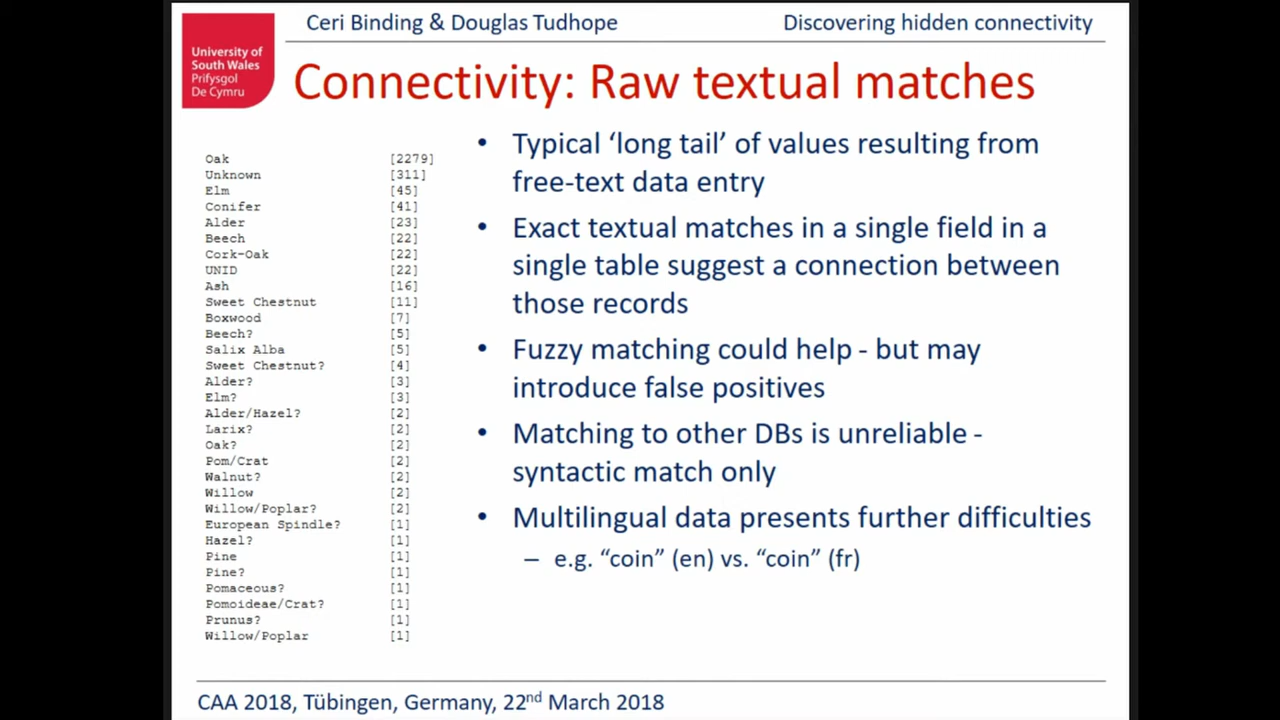 Ceri Binding & Douglas Tudhope
Discovering hidden connectivity
University of
South Wales
Prifysgol
De Cymru
Connectivity: Raw textual matches
Oak [2279]
Unknown [311]
Elm [45]
Conifer [41]
Alder [23]
Beech [22]
Cork-Oak [22]
UNID [22]
Ash [16]
Sweet Chestnut [11]
Boxwood [7]
Beech? [5]
Salix Alba [5]
Sweet Chestnut? [4]
Alder? [3]
Elm? [3]
Alder/Hazel? [2]
Larix? [2]
Oak? [2]
Pom/Crat [2]
Walnut? [2]
Willow [2]
Willow/Poplar? [2]
European Spindle? [1]
Hazel? [1]
Pine [1]
Pine? [1]
Pomaceous? [1]
Pomoideae/Crat? [1]
Prunus? [1]
Willow/Poplar [1]
• Typical ‘long tail’ of values resulting from
free-text data entry
• Exact textual matches in a single field in a
single table suggest a connection between
those records
• Fuzzy matching could help - but may
introduce false positives
• Matching to other DBs is unreliable -
syntactic match only
• Multilingual data presents further difficulties
– e.g. “coin” (en) vs. “coin” (fr)
CAA 2018, Tübingen, Germany, 22nd March 2018